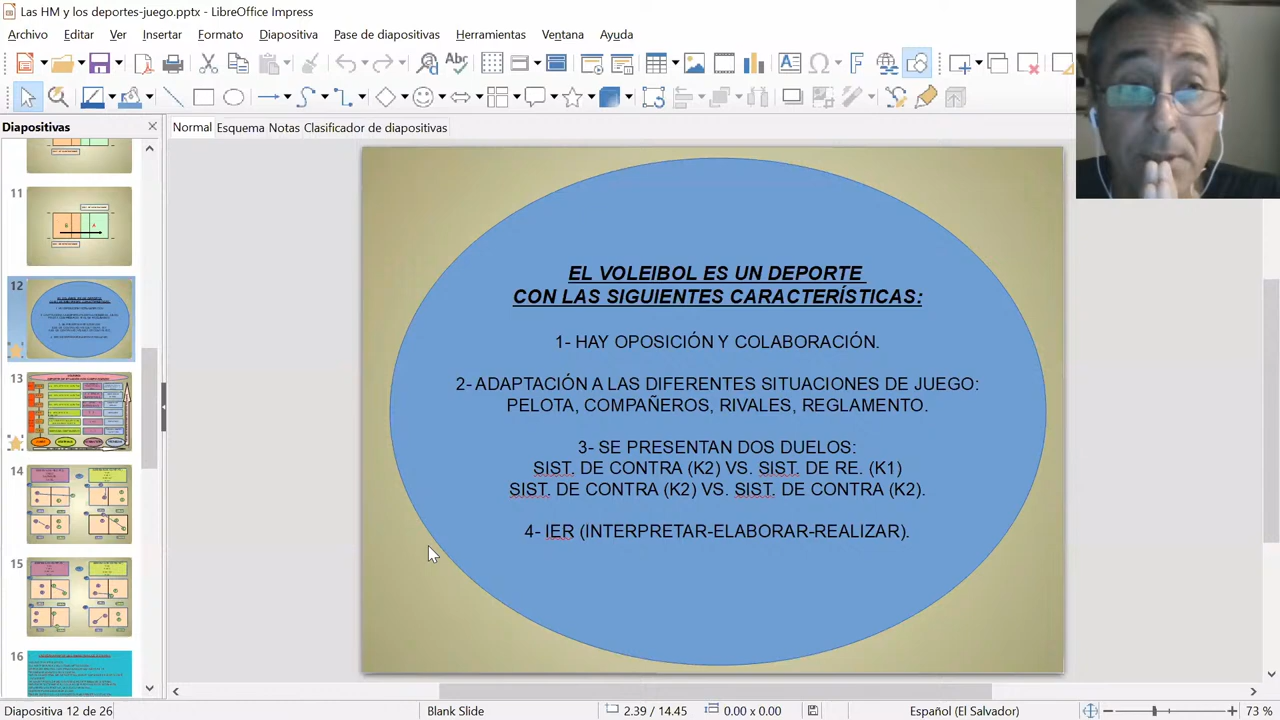 Las HM y los deportes-juego.pptx - LibreOffice Impress
Archivo Editar Ver Insertar Formato Diapositiva Pase de diapositivas Herramientas Ventana Ayuda
Diapositivas
Normal Esquema Notas Clasificador de diapositivas
11
12
13
14
15
16
EL VOLEIBOL ES UN DEPORTE
CON LAS SIGUIENTES CARACTERÍSTICAS:
1- HAY OPOSICIÓN Y COLABORACIÓN.
2- ADAPTACIÓN A LAS DIFERENTES SITUACIONES DE JUEGO:
PELOTA, COMPAÑEROS, RIVALES, REGLAMENTO.
3- SE PRESENTAN DOS DUELOS:
SIST. DE CONTRA (K2) VS. SIST. DE RE. (K1)
SIST. DE CONTRA (K2) VS. SIST. DE CONTRA (K2).
4- IER (INTERPRETAR-ELABORAR-REALIZAR).
Diapositiva 12 de 26 Blank Slide 2.39 / 14.45 0.00 x 0.00 Español (El Salvador) 73 %